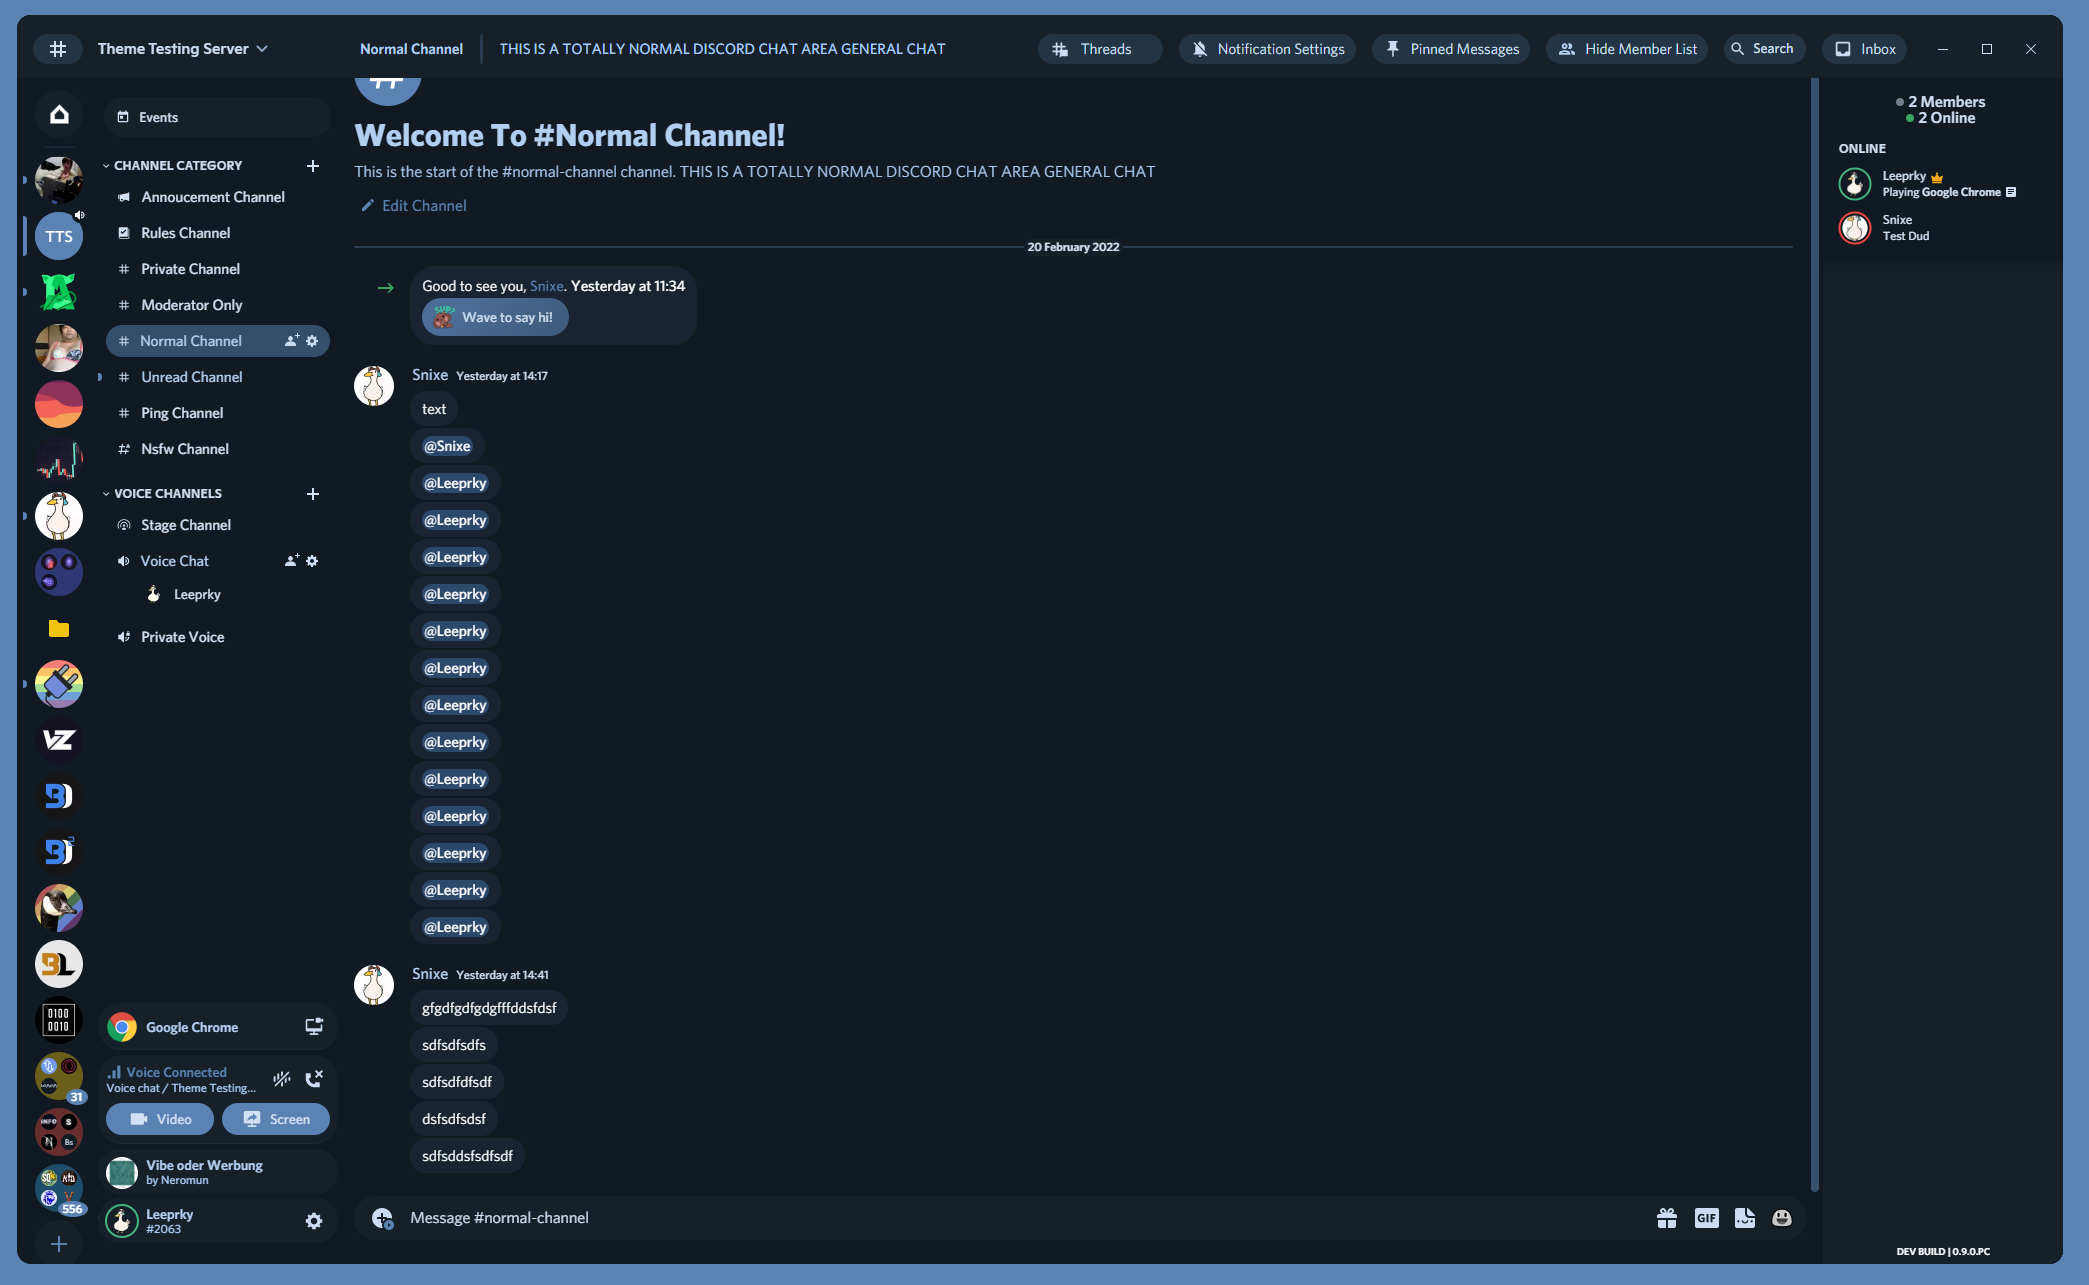 Theme Testing Server
Normal Channel
THIS IS A TOTALLY NORMAL DISCORD CHAT AREA GENERAL CHAT
Threads
Notification Settings
Pinned Messages
Hide Member List
Search
Inbox
TTS
VZ
BL
0100
0010
31
INFO
$
Bs
556
Events
CHANNEL CATEGORY
Annoucement Channel
Rules Channel
Private Channel
Moderator Only
Normal Channel
Unread Channel
Ping Channel
Nsfw Channel
VOICE CHANNELS
Stage Channel
Voice Chat
Leeprky
Private Voice
Google Chrome
Voice Connected
Voice chat / Theme Testing...
Video
Screen
Vibe oder Werbung
by Neromun
Leeprky
#2063
Welcome To #Normal Channel!
This is the start of the #normal-channel channel. THIS IS A TOTALLY NORMAL DISCORD CHAT AREA GENERAL CHAT
Edit Channel
20 February 2022
Good to see you, Snixe. Yesterday at 11:34
SUP?
Wave to say hi!
Snixe Yesterday at 14:17
text
@Snixe
@Leeprky
@Leeprky
@Leeprky
@Leeprky
@Leeprky
@Leeprky
@Leeprky
@Leeprky
@Leeprky
@Leeprky
@Leeprky
@Leeprky
@Leeprky
Snixe Yesterday at 14:41
gfgdfgdfgdgfffddsfdsf
sdfsdfsdfs
sdfsdfdfsdf
dsfsdfsdsf
sdfsddsfsdfsdf
Message #normal-channel
GIF
2 Members
2 Online
ONLINE
Leeprky
Playing Google Chrome
Snixe
Test Dud
DEV BUILD | 0.9.0.PC